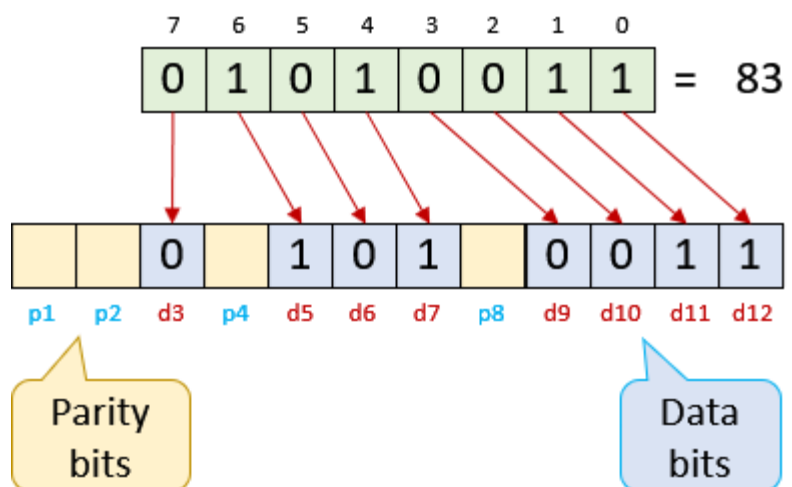 7 6 5 4 3 2 1 0
0 1 0 1 0 0 1 1 = 83
0 1 0 1 0 0 1 1
p1 p2 d3 p4 d5 d6 d7 p8 d9 d10 d11 d12
Parity
bits
Data
bits